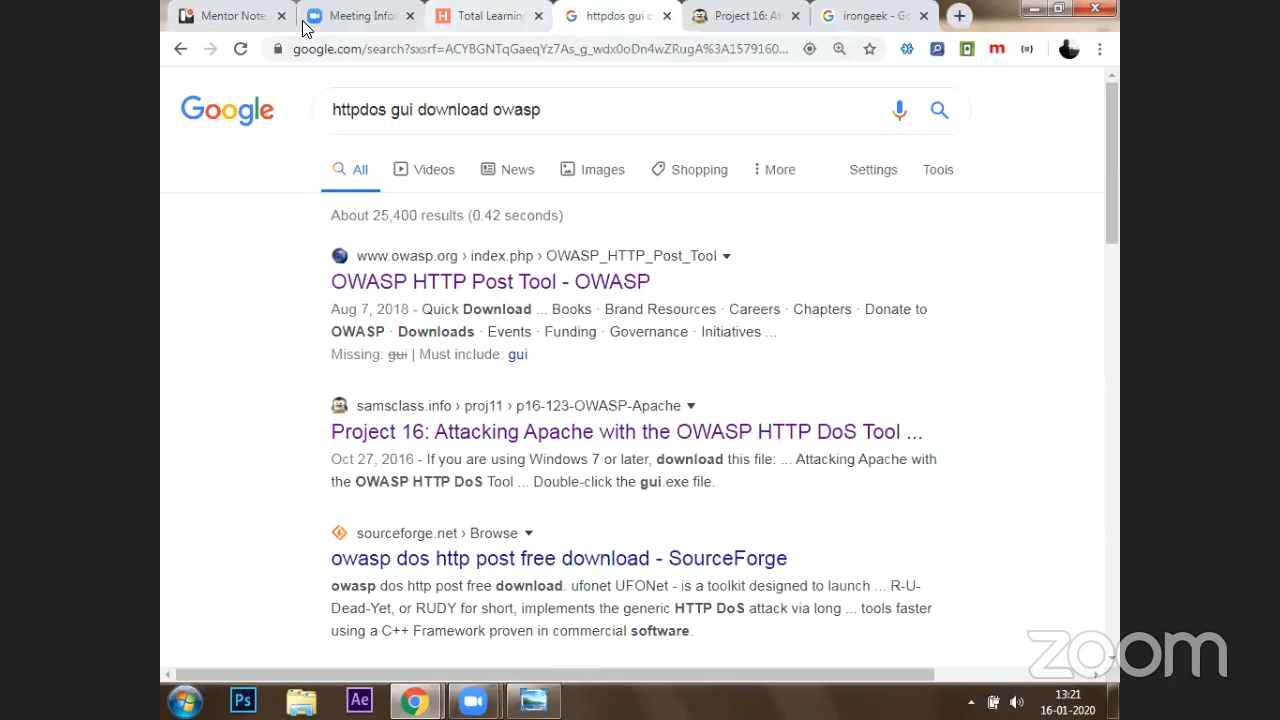 Mentor Note
Meeting Info
Total Learnin
httpdos gui
Project 16: A
irongeek - Go
google.com/search?sxsrf=ACYBGNTqGaeqYz7As_g_wdx0oDn4wZRugA%3A1579160...
Google
httpdos gui download owasp
All
Videos
News
Images
Shopping
More
Settings
Tools
About 25,400 results (0.42 seconds)
www.owasp.org › index.php › OWASP_HTTP_Post_Tool
OWASP HTTP Post Tool - OWASP
Aug 7, 2018 - Quick Download ... Books · Brand Resources · Careers · Chapters · Donate to
OWASP · Downloads · Events · Funding · Governance · Initiatives ...
Missing: gui | Must include: gui
samsclass.info › proj11 › p16-123-OWASP-Apache
Project 16: Attacking Apache with the OWASP HTTP DoS Tool ...
Oct 27, 2016 - If you are using Windows 7 or later, download this file: ... Attacking Apache with
the OWASP HTTP DoS Tool ... Double-click the gui.exe file.
sourceforge.net › Browse
owasp dos http post free download - SourceForge
owasp dos http post free download. ufonet UFONet - is a toolkit designed to launch ... R-U-
Dead-Yet, or RUDY for short, implements the generic HTTP DoS attack via long ... tools faster
using a C++ Framework proven in commercial software.
zoom
Ps
Ae
13:21
16-01-2020